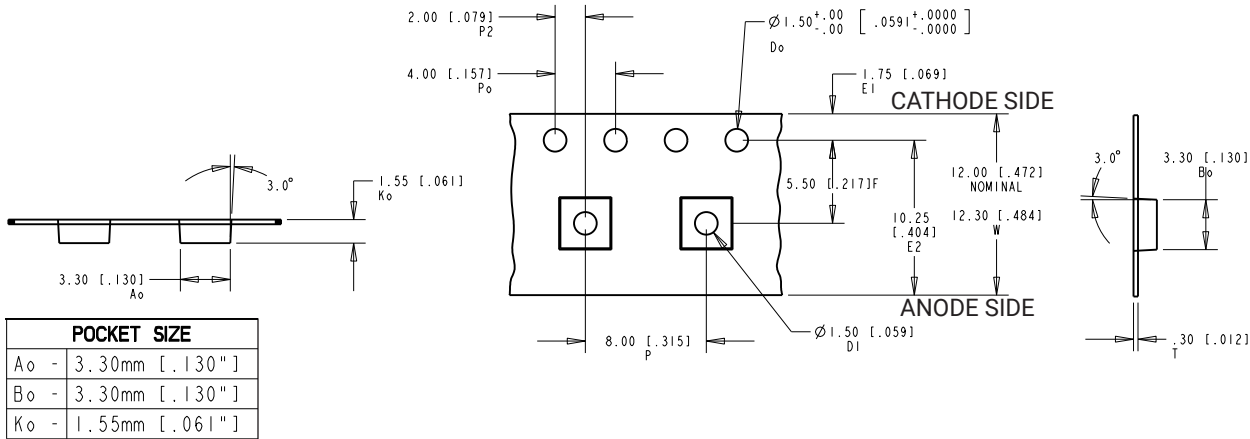 2.00 [.079]
P2
4.00 [.157]
Po
Ø1.50 +.00 -.00 [ .0591 +.0000 -.0000 ]
Do
1.75 [.069]
E1
CATHODE SIDE
3.0°
1.55 [.061]
Ko
3.30 [.130]
Ao
5.50 [.217]F
12.00 [.472]
NOMINAL
12.30 [.484]
W
10.25
[.404]
E2
ANODE SIDE
8.00 [.315]
P
Ø1.50 [.059]
D1
3.0°
3.30 [.130]
Bo
.30 [.012]
T
POCKET SIZE
Ao - 3.30mm [.130"]
Bo - 3.30mm [.130"]
Ko - 1.55mm [.061"]